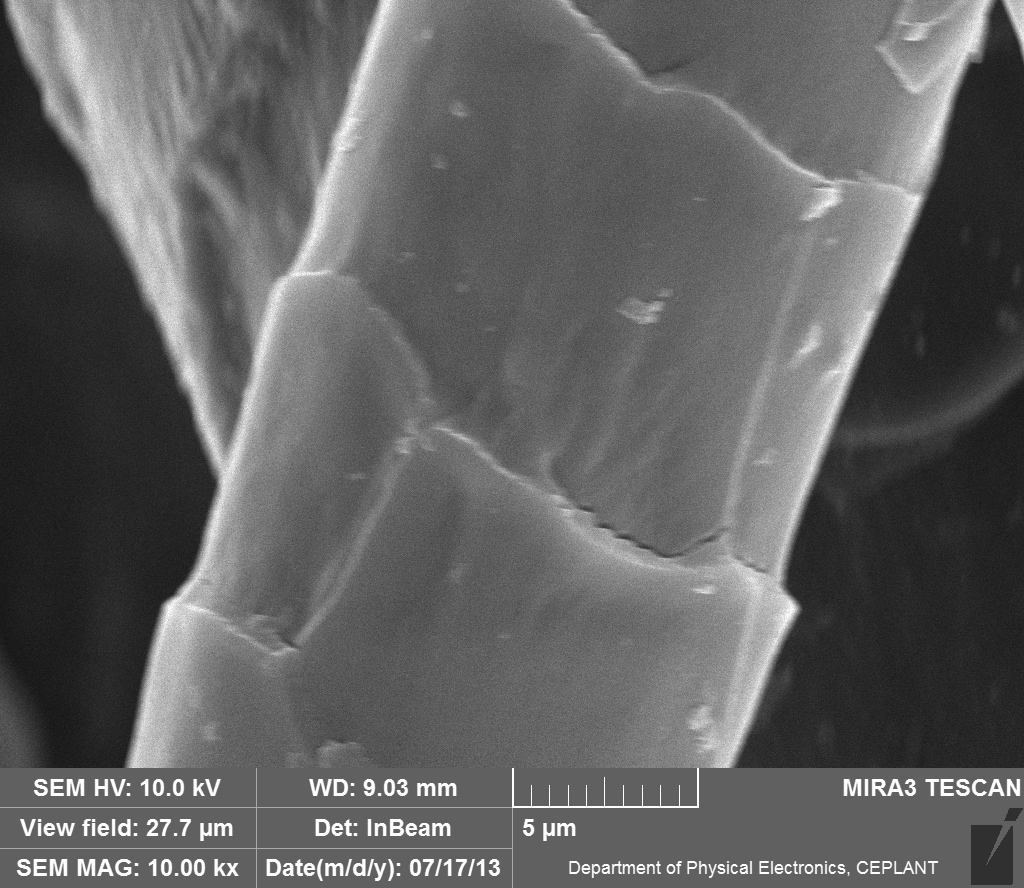 SEM HV: 10.0 kV
WD: 9.03 mm
MIRA3 TESCAN
View field: 27.7 µm
Det: InBeam
5 µm
SEM MAG: 10.00 kx
Date(m/d/y): 07/17/13
Department of Physical Electronics, CEPLANT